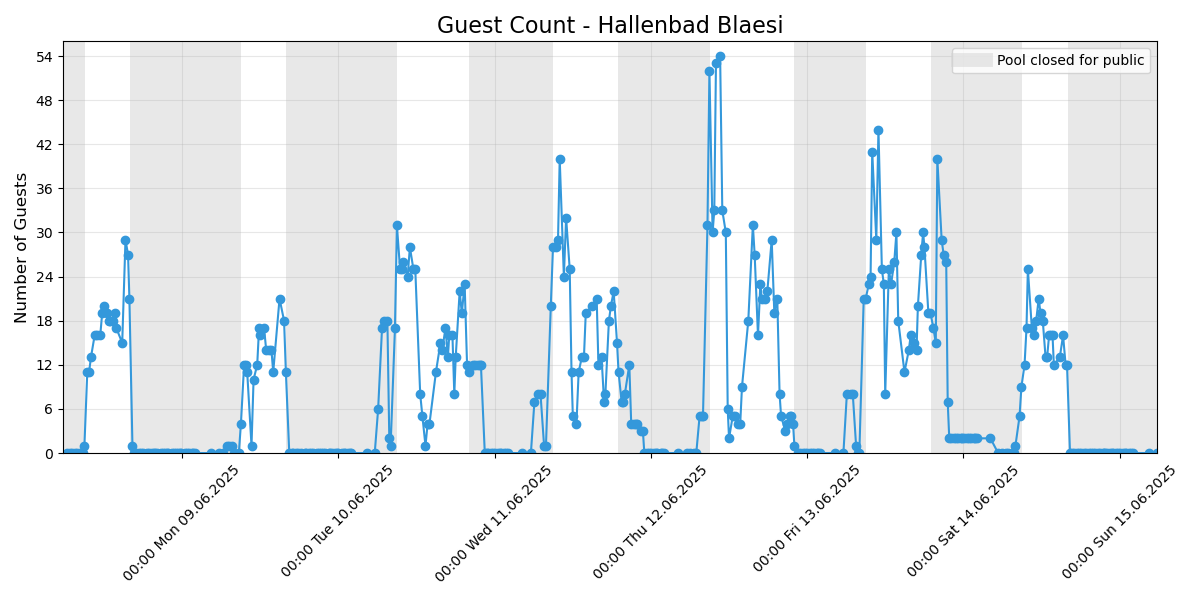 Guest Count - Hallenbad Blaesi
Pool closed for public
Number of Guests
54
48
42
36
30
24
18
12
6
0
00:00 Mon 09.06.2025
00:00 Tue 10.06.2025
00:00 Wed 11.06.2025
00:00 Thu 12.06.2025
00:00 Fri 13.06.2025
00:00 Sat 14.06.2025
00:00 Sun 15.06.2025